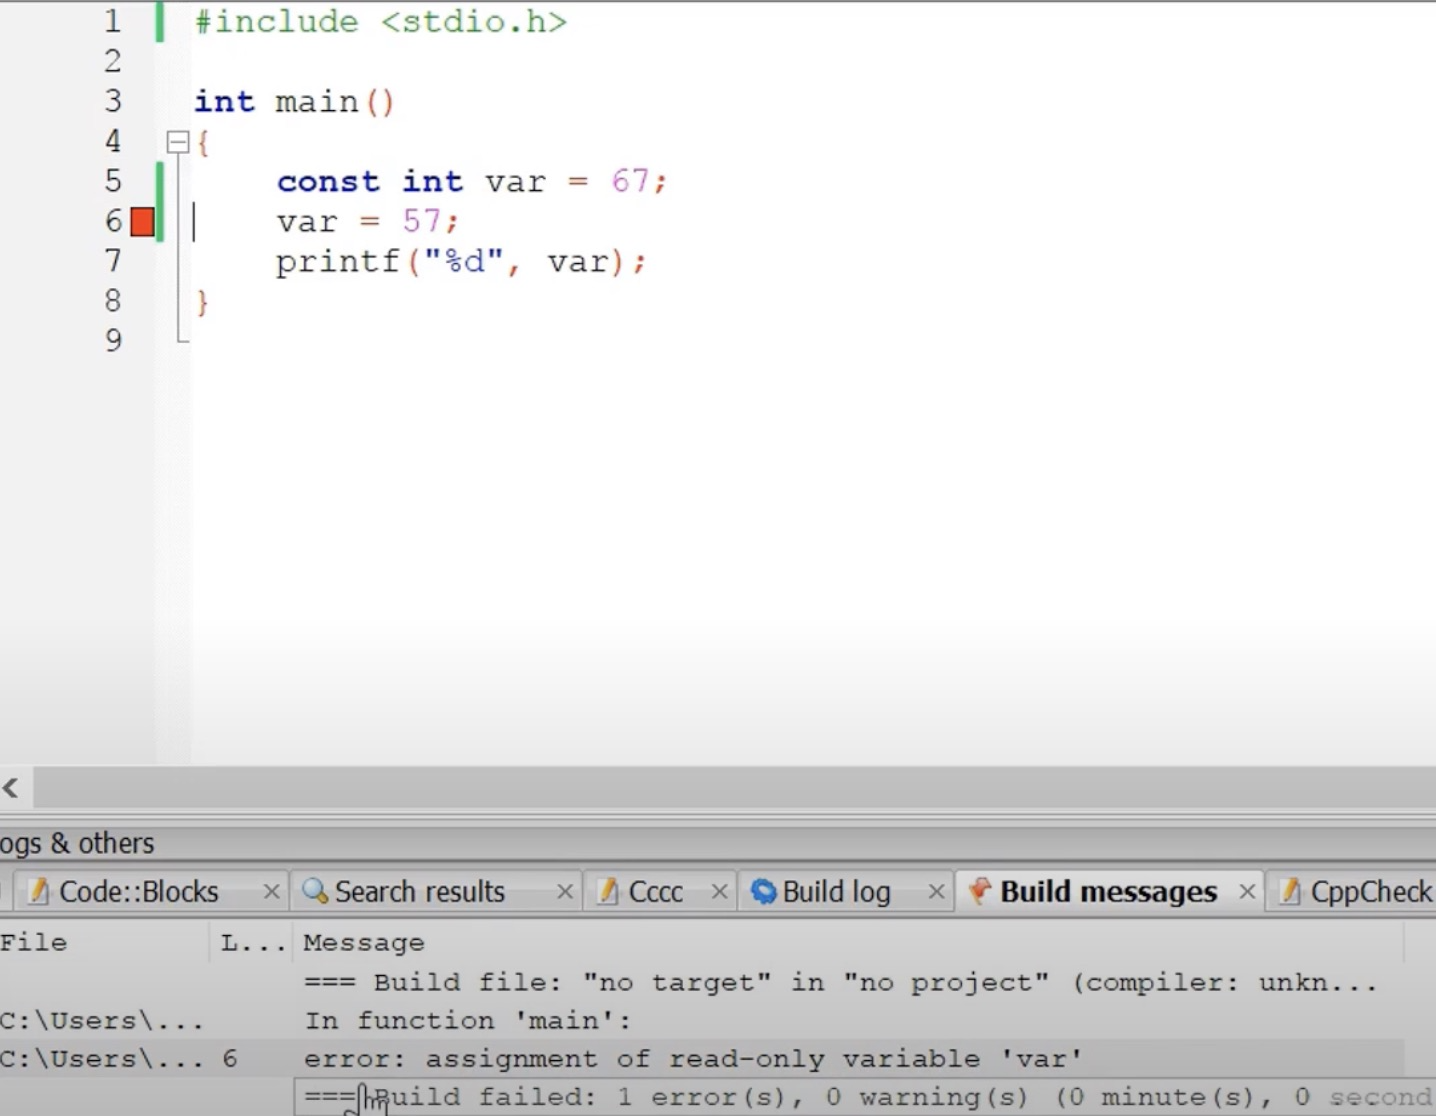 1 #include <stdio.h>
2
3 int main()
4 {
5 const int var = 67;
6 var = 57;
7 printf("%d", var);
8 }
9
ogs & others
Code::Blocks × Search results × Cccc × Build log × Build messages × CppCheck
File L... Message
=== Build file: "no target" in "no project" (compiler: unkn...
C:\Users\... In function 'main':
C:\Users\... 6 error: assignment of read-only variable 'var'
=== Build failed: 1 error(s), 0 warning(s) (0 minute(s), 0 second